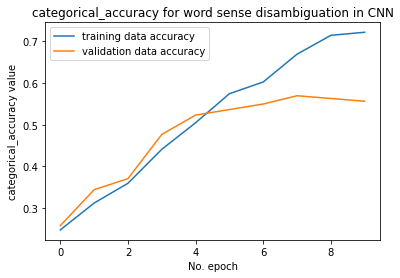 categorical_accuracy for word sense disambiguation in CNN
training data accuracy
validation data accuracy
categorical_accuracy value
0.7
0.6
0.5
0.4
0.3
0 2 4 6 8
No. epoch